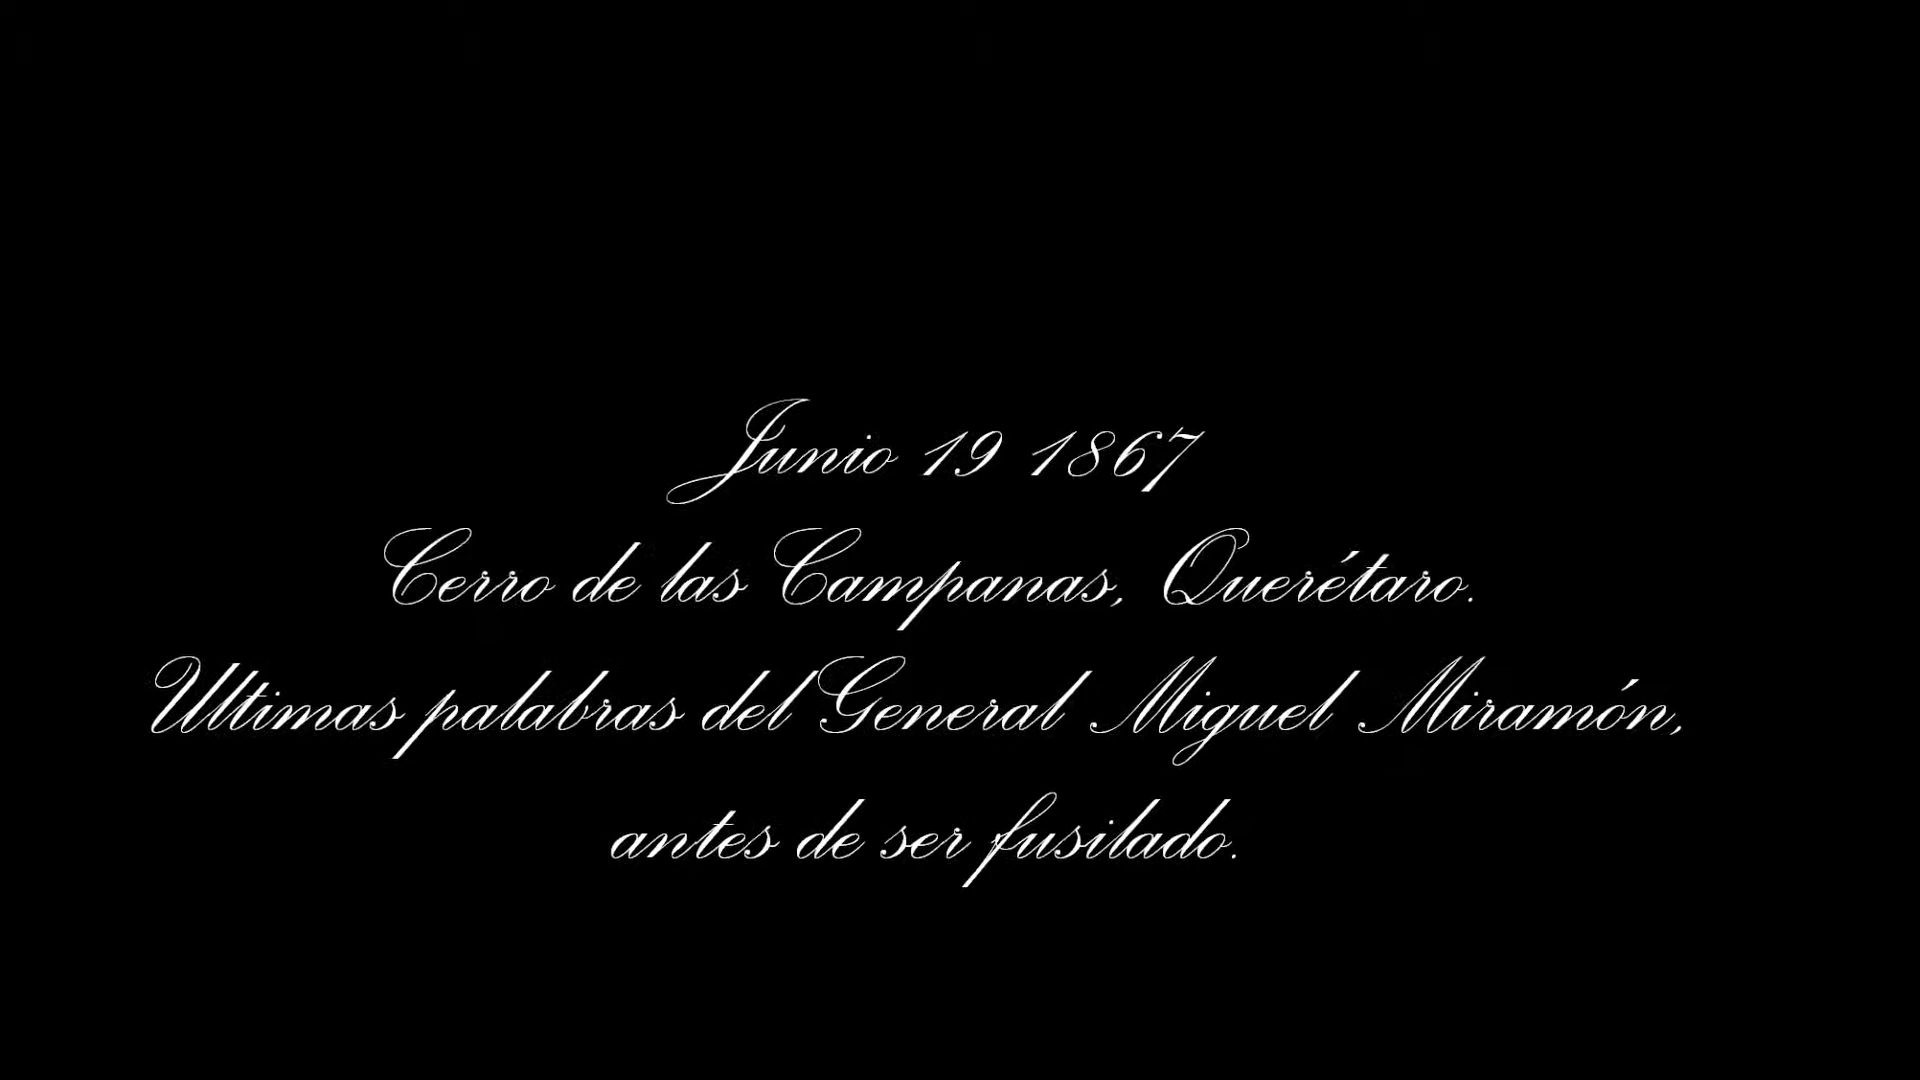 Junio 19 1867
Cerro de las Campanas, Querétaro.
Ultimas palabras del General Miguel Miramón,
antes de ser fusilado.